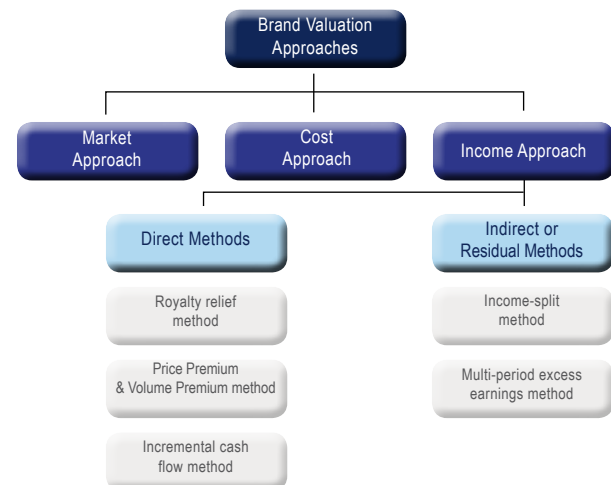 Brand Valuation
Approaches
Market
Approach
Cost
Approach
Income Approach
Direct Methods
Indirect or
Residual Methods
Royalty relief
method
Income-split
method
Price Premium
& Volume Premium method
Multi-period excess
earnings method
Incremental cash
flow method